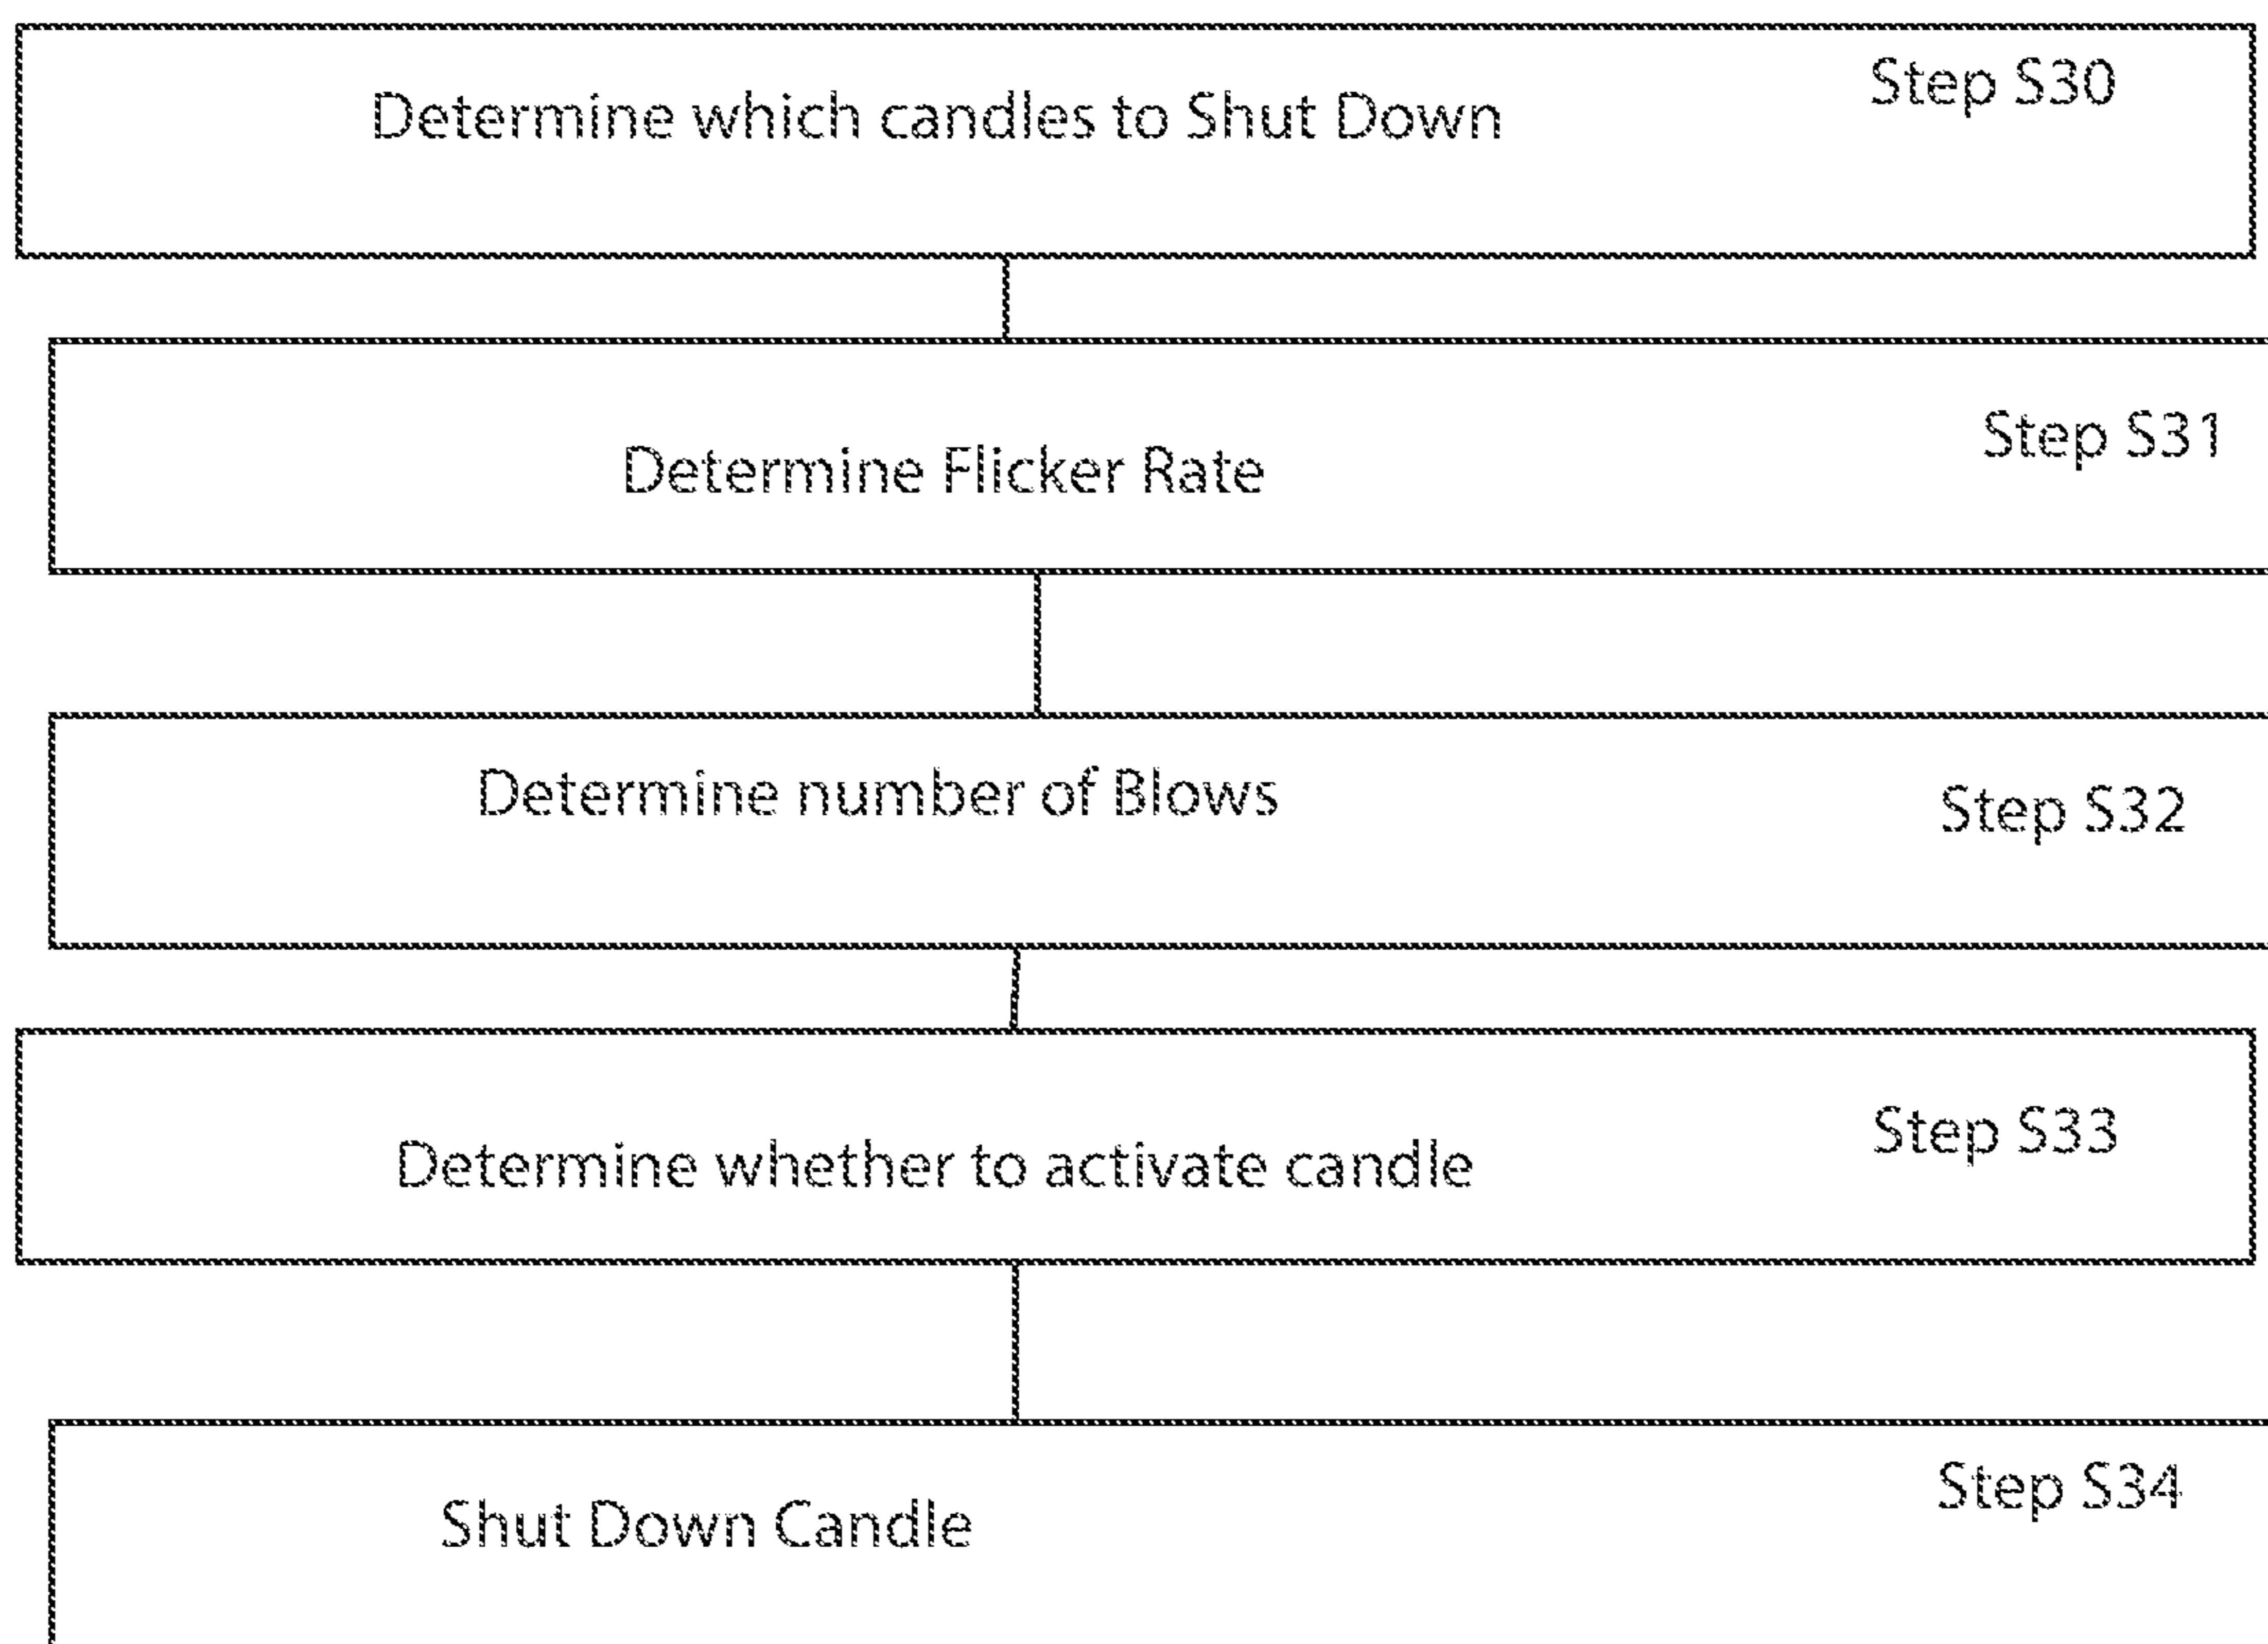 Step S30
Determine which candles to Shut Down
Step S31
Determine Flicker Rate
Determine number of Blows
Step S32
Step S33
Determine whether to activate candle
Step S34
Shut Down Candle